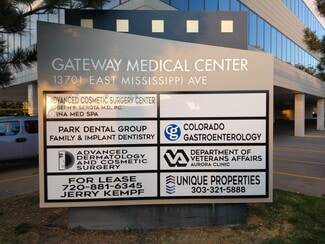 GATEWAY MEDICAL CENTER
13701 EAST MISSISSIPPI AVE
ADVANCED COSMETIC SURGERY CENTER
SETH F. SEROTA M.D., P.C.
INA MED SPA
PARK DENTAL GROUP
FAMILY & IMPLANT DENTISTRY
COLORADO
GASTROENTEROLOGY
ADVANCED
DERMATOLOGY
AND COSMETIC
SURGERY
DEPARTMENT OF
VETERANS AFFAIRS
AURORA CLINIC
FOR LEASE
720-881-6345
JERRY KEMPF
UNIQUE PROPERTIES
303-321-5888